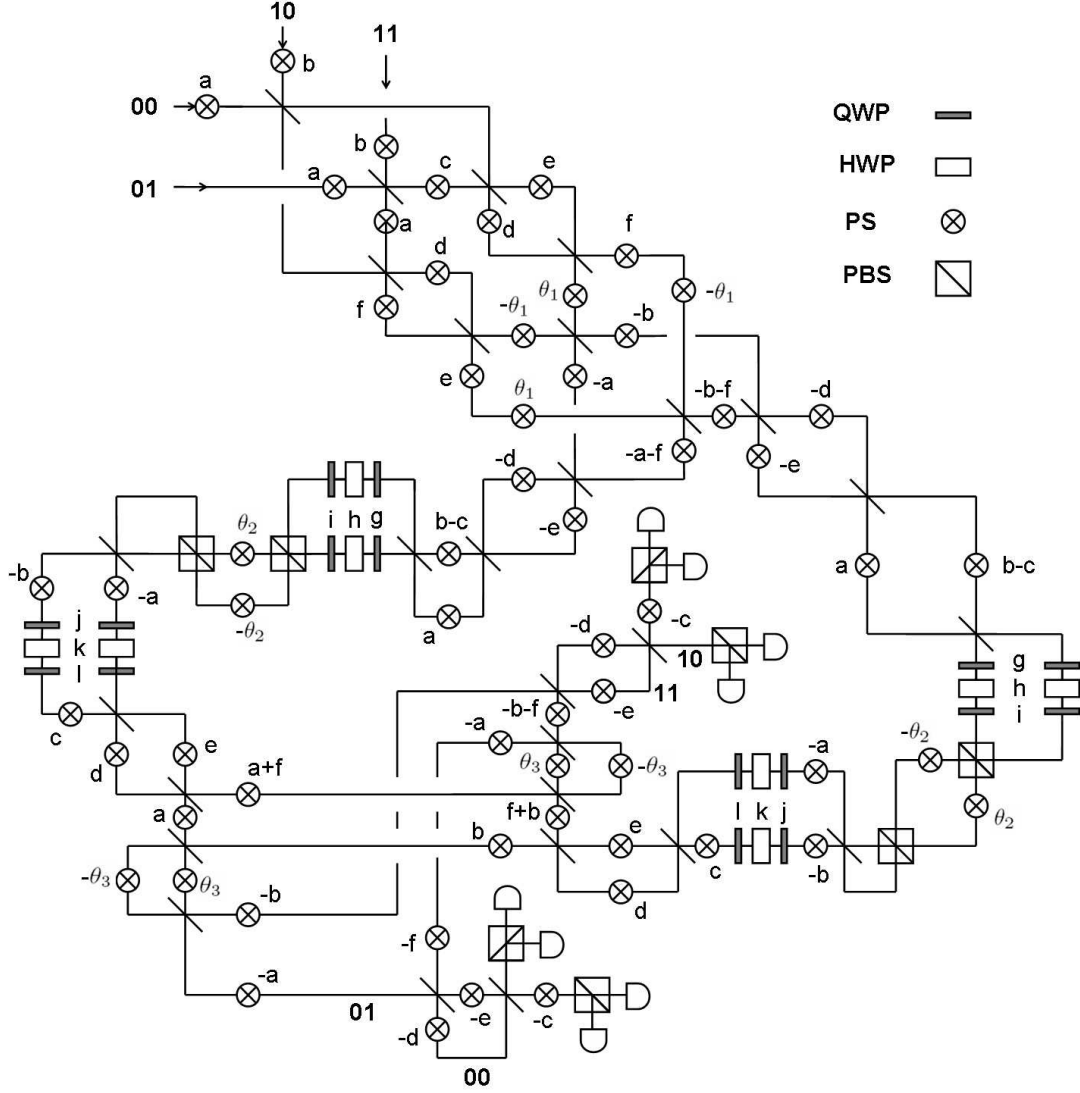 10
11
a
b
00
QWP
b
HWP
a
c
e
01
a
d
f
PS
d
f
θ₁
-θ₁
PBS
-θ₁
-b
e
-a
θ₁
-b-f
-d
-d
-a-f
-e
i h g
b-c
-e
θ₂
-b
-a
-θ₂
a
a
b-c
j
k
l
-c
-d
10
g
h
i
11
-e
c
-b-f
-a
d
e
θ₃
-θ₃
-a
-θ₂
a+f
a
f+b
l k j
θ₂
b
e
c
-b
-θ₃
θ₃
d
-b
-f
-a
01
-e
-c
-d
00